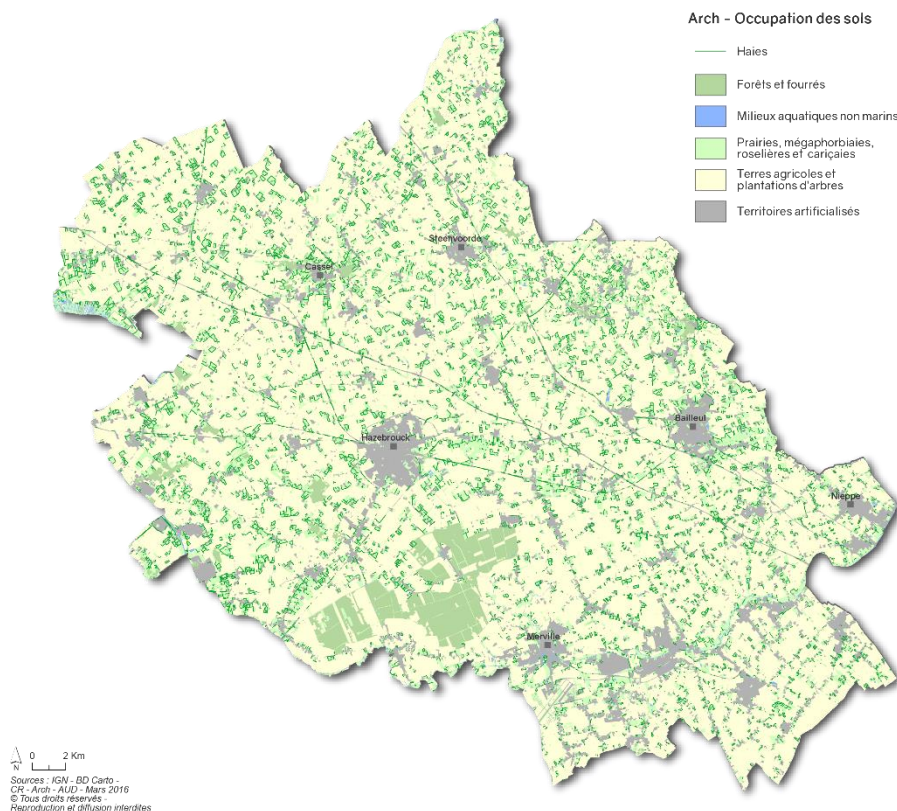 Arch - Occupation des sols
Haies
Forêts et fourrés
Milieux aquatiques non marins
Prairies, mégaphorbiaies,
roselières et cariçaies
Terres agricoles et
plantations d'arbres
Territoires artificialisés
Steenvoorde
Cassel
Bailleul
Hazebrouck
Nieppe
Merville
0 2 Km
N
Sources : IGN - BD Carto -
CR - Arch - AUD - Mars 2016
© Tous droits réservés -
Reproduction et diffusion interdites